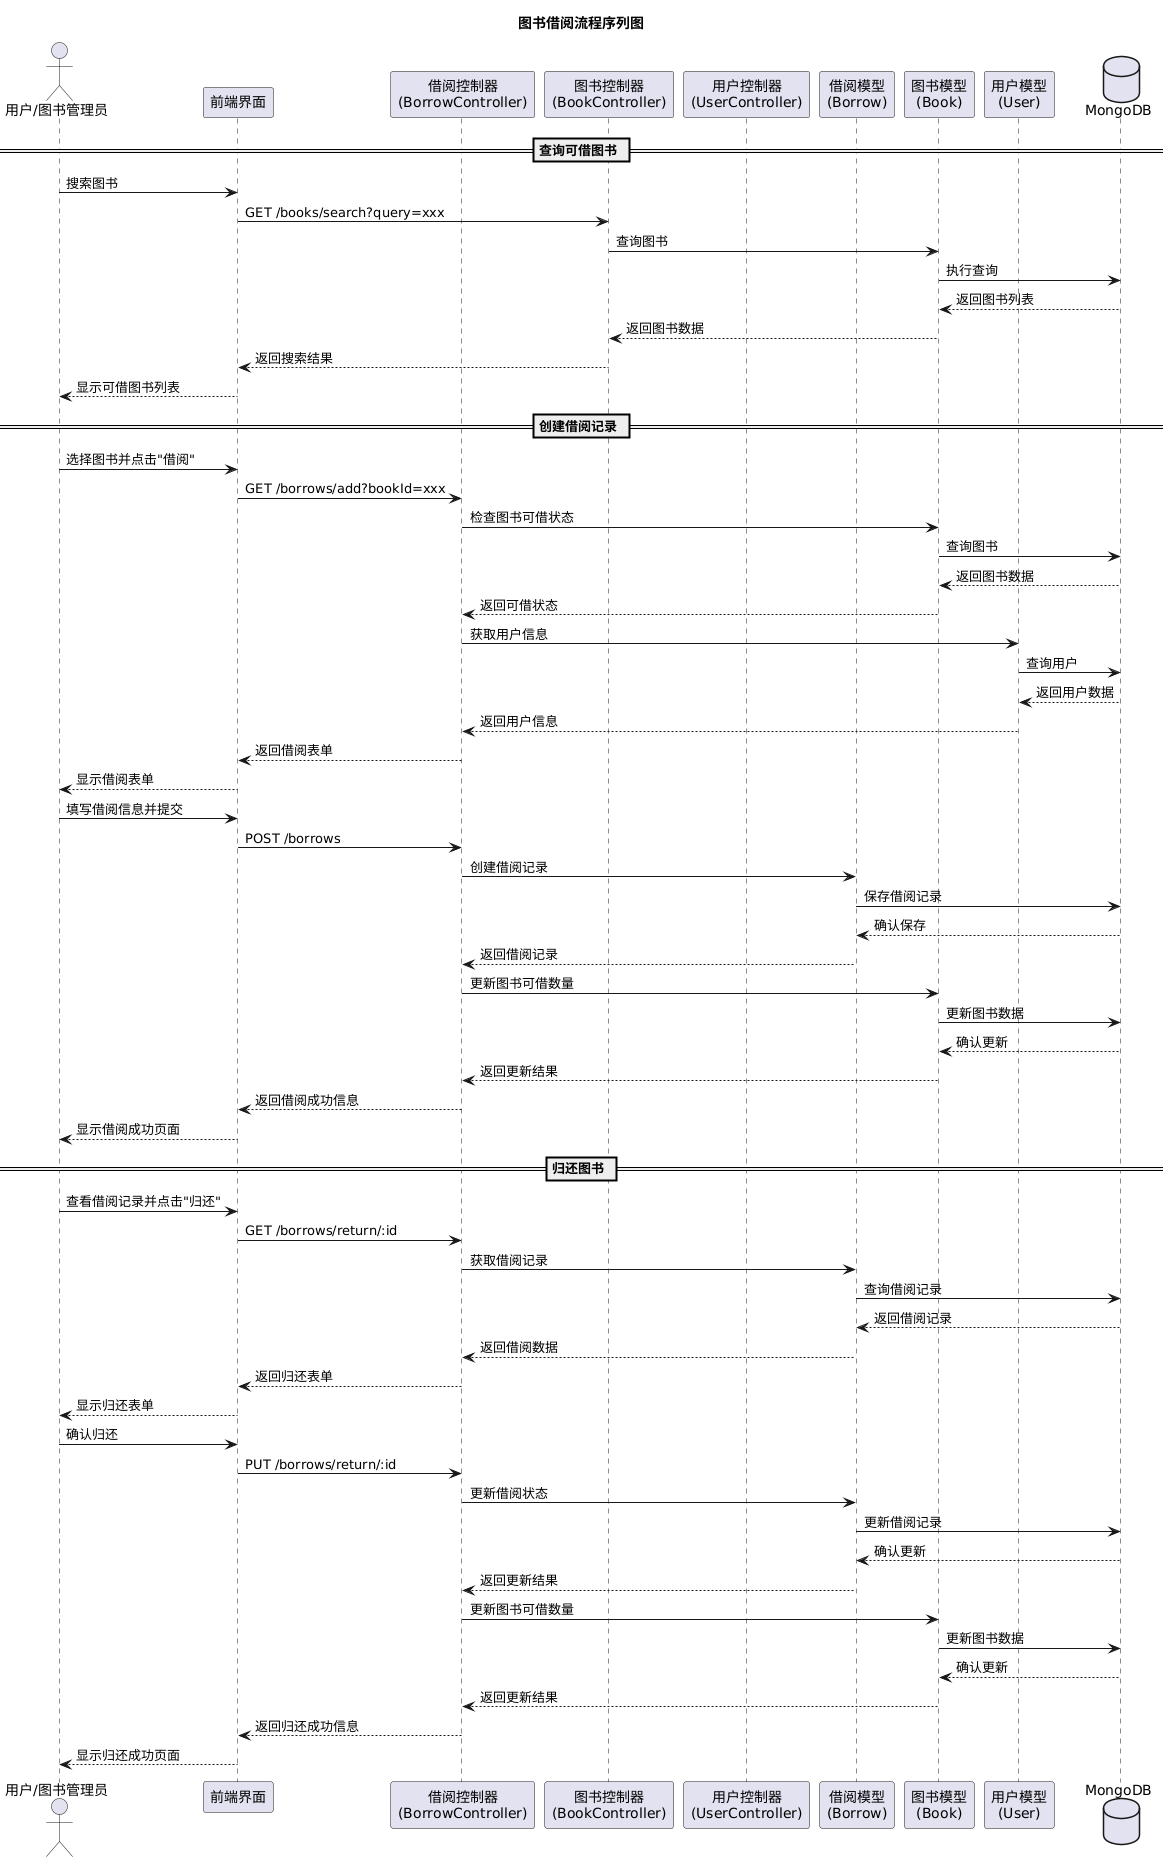 图书借阅流程序列图
用户/图书管理员
前端界面
借阅控制器
(BorrowController)
图书控制器
(BookController)
用户控制器
(UserController)
借阅模型
(Borrow)
图书模型
(Book)
用户模型
(User)
MongoDB
查询可借图书
搜索图书
GET /books/search?query=xxx
查询图书
执行查询
返回图书列表
返回图书数据
返回搜索结果
显示可借图书列表
创建借阅记录
选择图书并点击"借阅"
GET /borrows/add?bookId=xxx
检查图书可借状态
查询图书
返回图书数据
返回可借状态
获取用户信息
查询用户
返回用户数据
返回用户信息
返回借阅表单
显示借阅表单
填写借阅信息并提交
POST /borrows
创建借阅记录
保存借阅记录
确认保存
返回借阅记录
更新图书可借数量
更新图书数据
确认更新
返回更新结果
返回借阅成功信息
显示借阅成功页面
归还图书
查看借阅记录并点击"归还"
GET /borrows/return/:id
获取借阅记录
查询借阅记录
返回借阅记录
返回借阅数据
返回归还表单
显示归还表单
确认归还
PUT /borrows/return/:id
更新借阅状态
更新借阅记录
确认更新
返回更新结果
更新图书可借数量
更新图书数据
确认更新
返回更新结果
返回归还成功信息
显示归还成功页面
用户/图书管理员
前端界面
借阅控制器
(BorrowController)
图书控制器
(BookController)
用户控制器
(UserController)
借阅模型
(Borrow)
图书模型
(Book)
用户模型
(User)
MongoDB